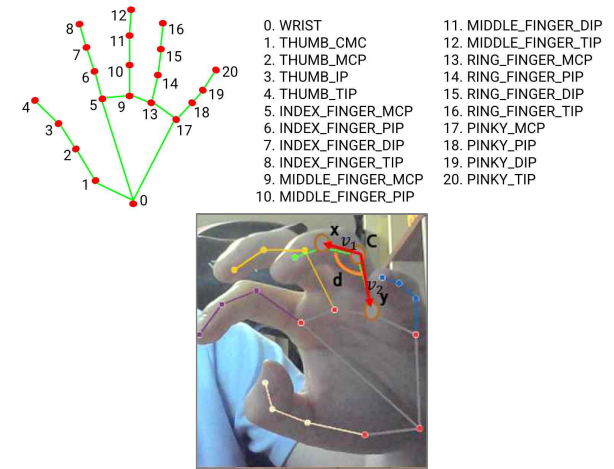 12
16
8
11
7
15
10
20
6
14
19
4
5
9
13
18
3
17
2
1
0
0. WRIST
1. THUMB_CMC
2. THUMB_MCP
3. THUMB_IP
4. THUMB_TIP
5. INDEX_FINGER_MCP
6. INDEX_FINGER_PIP
7. INDEX_FINGER_DIP
8. INDEX_FINGER_TIP
9. MIDDLE_FINGER_MCP
10. MIDDLE_FINGER_PIP
11. MIDDLE_FINGER_DIP
12. MIDDLE_FINGER_TIP
13. RING_FINGER_MCP
14. RING_FINGER_PIP
15. RING_FINGER_DIP
16. RING_FINGER_TIP
17. PINKY_MCP
18. PINKY_PIP
19. PINKY_DIP
20. PINKY_TIP
x
v₁
C
d
v₂
y